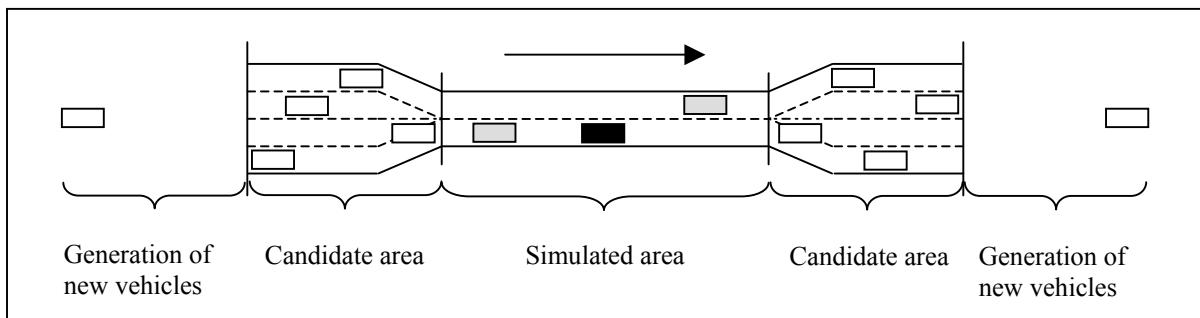 Generation of
new vehicles
Candidate area
Simulated area
Candidate area
Generation of
new vehicles